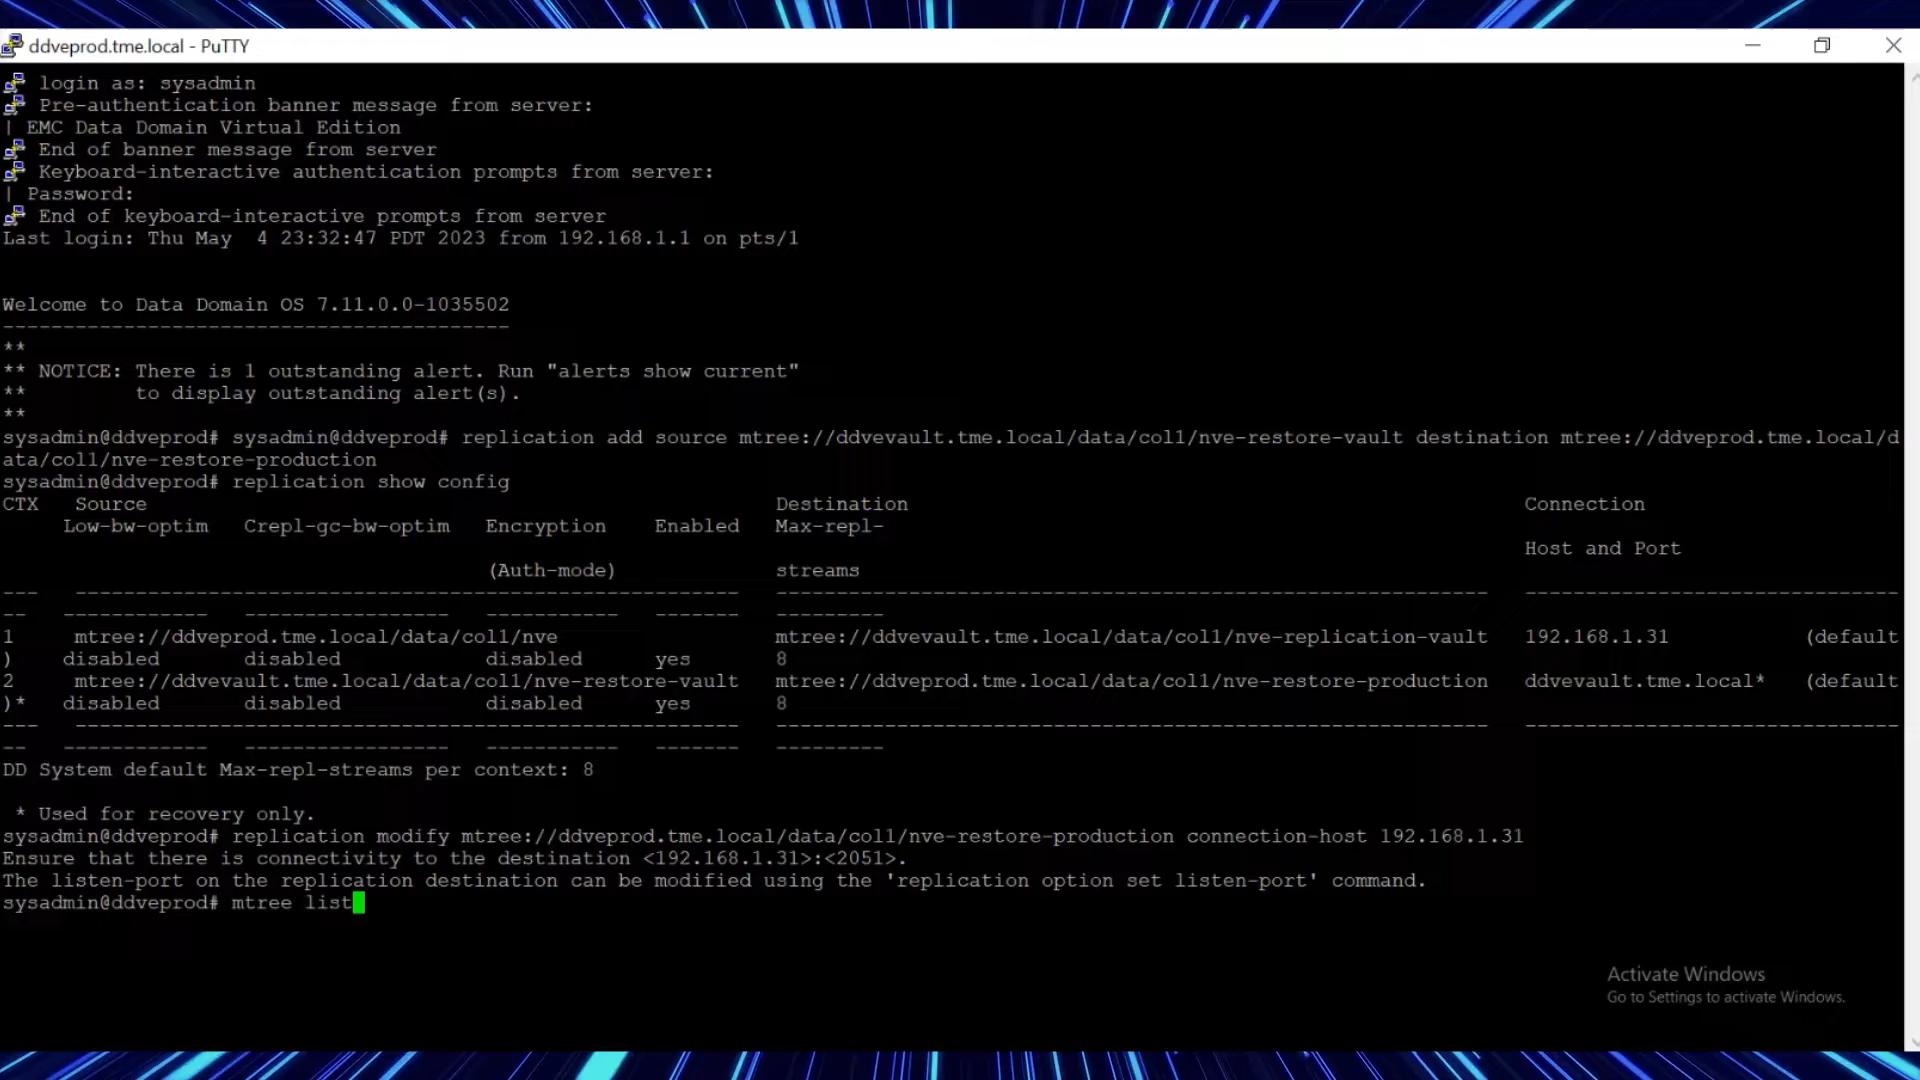 ddveprod.tme.local - PuTTY
login as: sysadmin
Pre-authentication banner message from server:
| EMC Data Domain Virtual Edition
End of banner message from server
Keyboard-interactive authentication prompts from server:
| Password:
End of keyboard-interactive prompts from server
Last login: Thu May  4 23:32:47 PDT 2023 from 192.168.1.1 on pts/1
Welcome to Data Domain OS 7.11.0.0-1035502
------------------------------------------
**
** NOTICE: There is 1 outstanding alert. Run "alerts show current"
**         to display outstanding alert(s).
**
sysadmin@ddveprod# sysadmin@ddveprod# replication add source mtree://ddvevault.tme.local/data/col1/nve-restore-vault destination mtree://ddveprod.tme.local/d
ata/col1/nve-restore-production
sysadmin@ddveprod# replication show config
CTX   Source   Destination   Connection
Low-bw-optim   Crepl-gc-bw-optim   Encryption   Enabled   Max-repl-
Host and Port
(Auth-mode)   streams
---   -------------------------------------------------------   -----------------------------------------------------------   -------------------------------
--   ------------   -----------------   -----------   -------   ---------
1   mtree://ddveprod.tme.local/data/col1/nve   mtree://ddvevault.tme.local/data/col1/nve-replication-vault   192.168.1.31   (default
)   disabled   disabled   disabled   yes   8
2   mtree://ddvevault.tme.local/data/col1/nve-restore-vault   mtree://ddveprod.tme.local/data/col1/nve-restore-production   ddvevault.tme.local*   (default
)*   disabled   disabled   disabled   yes   8
---   -------------------------------------------------------   -----------------------------------------------------------   -------------------------------
--   ------------   -----------------   -----------   -------   ---------
DD System default Max-repl-streams per context: 8
* Used for recovery only.
sysadmin@ddveprod# replication modify mtree://ddveprod.tme.local/data/col1/nve-restore-production connection-host 192.168.1.31
Ensure that there is connectivity to the destination <192.168.1.31>:<2051>.
The listen-port on the replication destination can be modified using the 'replication option set listen-port' command.
sysadmin@ddveprod# mtree list
Activate Windows
Go to Settings to activate Windows.